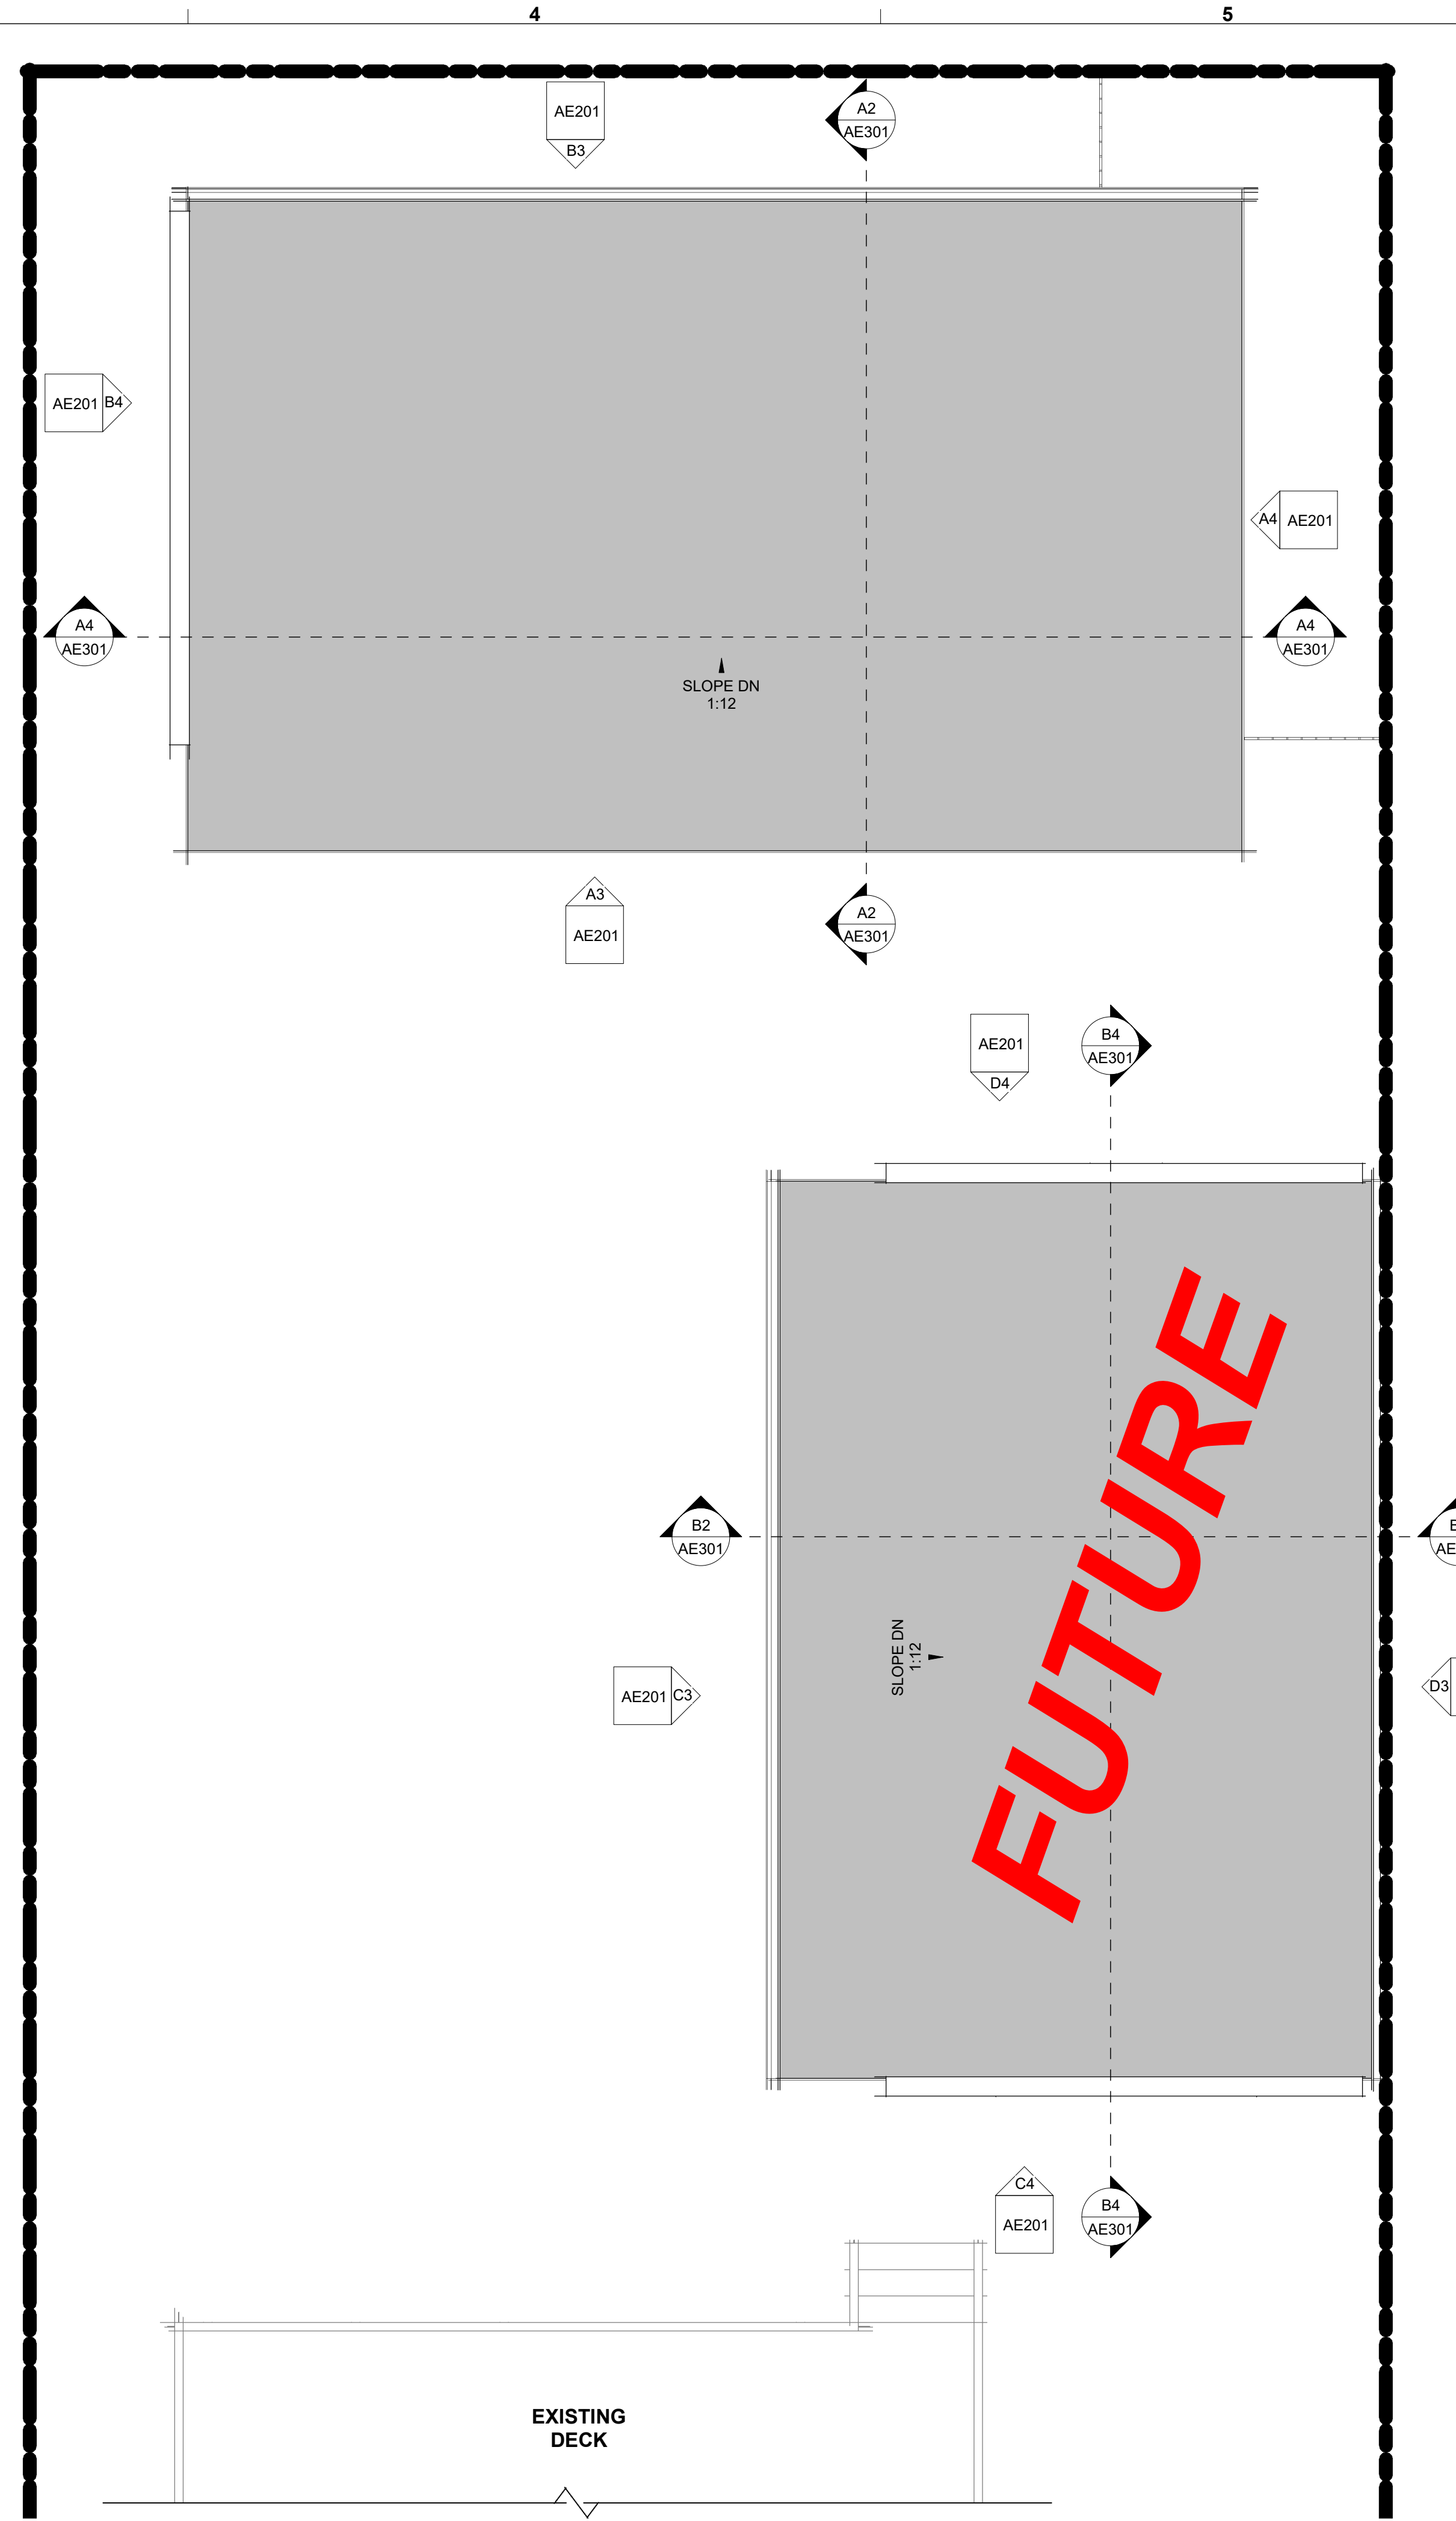 4
5
AE201
B3
A2
AE301
AE201
B4
A4
AE201
A4
AE301
A4
AE301
SLOPE DN
1:12
A3
AE201
A2
AE301
AE201
D4
B4
AE301
FUTURE
B2
AE301
SLOPE DN
1:12
AE201
C3
D3
C4
AE201
B4
AE301
EXISTING
DECK